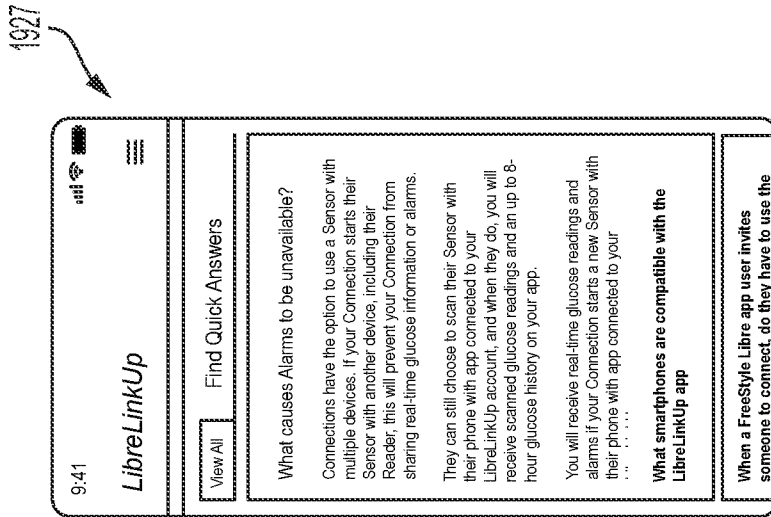 1927
9:41
LibreLinkUp
View All
Find Quick Answers
What causes Alarms to be unavailable?
Connections have the option to use a Sensor with
multiple devices. If your Connection starts their
Sensor with another device, including their
Reader, this will prevent your Connection from
sharing real-time glucose information or alarms.
They can still choose to scan their Sensor with
their phone with app connected to your
LibreLinkUp account, and when they do, you will
receive scanned glucose readings and an up to 8-
hour glucose history on your app.
You will receive real-time glucose readings and
alarms if your Connection starts a new Sensor with
their phone with app connected to your
What smartphones are compatible with the
LibreLinkUp app
When a FreeStyle Libre app user invites
someone to connect, do they have to use the